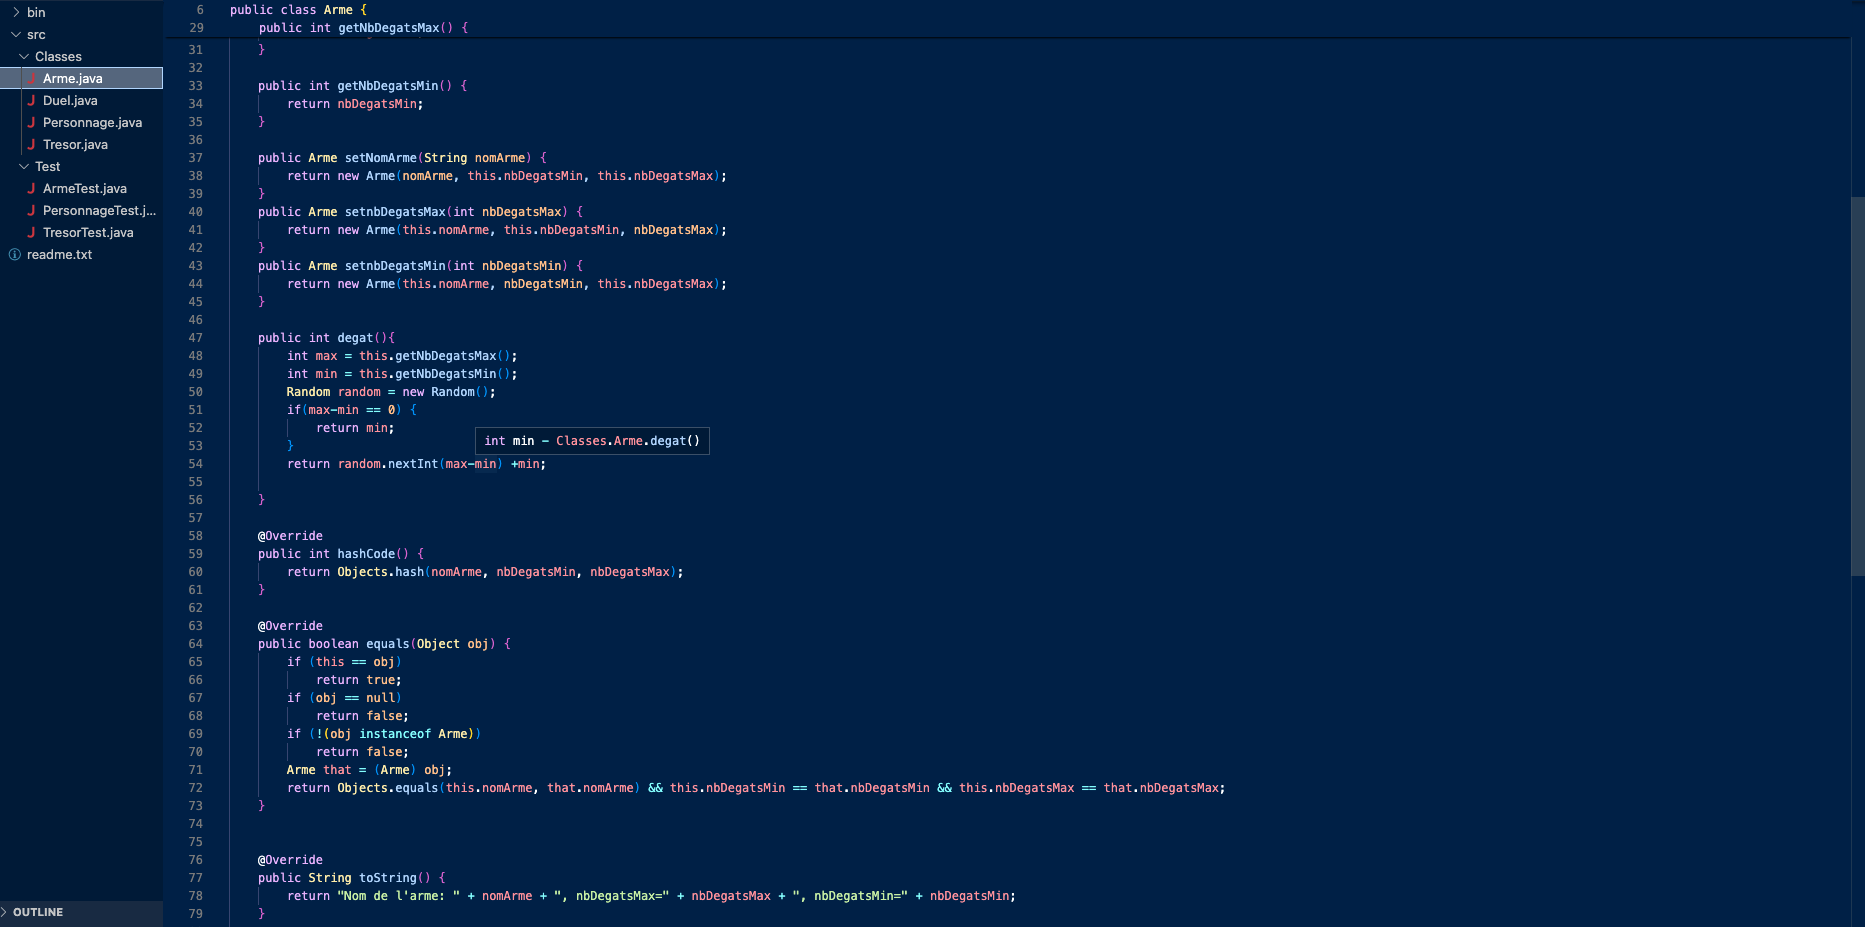 bin
src
Classes
Arme.java
Duel.java
Personnage.java
Tresor.java
Test
ArmeTest.java
PersonnageTest.j...
TresorTest.java
readme.txt
OUTLINE
6 public class Arme {
29 public int getNbDegatsMax() {
31 }
32
33 public int getNbDegatsMin() {
34 return nbDegatsMin;
35 }
36
37 public Arme setNomArme(String nomArme) {
38 return new Arme(nomArme, this.nbDegatsMin, this.nbDegatsMax);
39 }
40 public Arme setnbDegatsMax(int nbDegatsMax) {
41 return new Arme(this.nomArme, this.nbDegatsMin, nbDegatsMax);
42 }
43 public Arme setnbDegatsMin(int nbDegatsMin) {
44 return new Arme(this.nomArme, nbDegatsMin, this.nbDegatsMax);
45 }
46
47 public int degat(){
48 int max = this.getNbDegatsMax();
49 int min = this.getNbDegatsMin();
50 Random random = new Random();
51 if(max-min == 0) {
52 return min;
int min - Classes.Arme.degat()
53 }
54 return random.nextInt(max-min) +min;
55
56 }
57
58 @Override
59 public int hashCode() {
60 return Objects.hash(nomArme, nbDegatsMin, nbDegatsMax);
61 }
62
63 @Override
64 public boolean equals(Object obj) {
65 if (this == obj)
66 return true;
67 if (obj == null)
68 return false;
69 if (!(obj instanceof Arme))
70 return false;
71 Arme that = (Arme) obj;
72 return Objects.equals(this.nomArme, that.nomArme) && this.nbDegatsMin == that.nbDegatsMin && this.nbDegatsMax == that.nbDegatsMax;
73 }
74
75
76 @Override
77 public String toString() {
78 return "Nom de l'arme: " + nomArme + ", nbDegatsMax=" + nbDegatsMax + ", nbDegatsMin=" + nbDegatsMin;
79 }